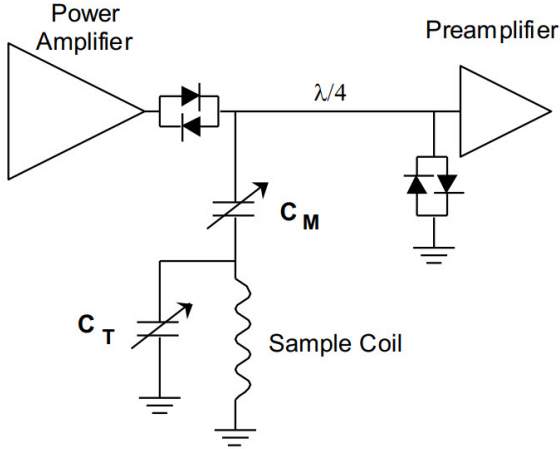 Power
Amplifier
Preamplifier
λ/4
C M
C T
Sample Coil